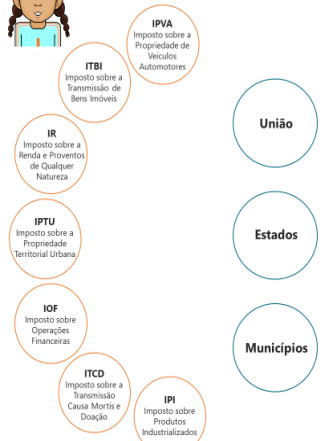 IPVA
Imposto sobre a
Propriedade de
Veículos
Automotores
ITBI
Imposto sobre a
Transmissão de
Bens Imóveis
IR
Imposto sobre a
Renda e Proventos
de Qualquer
Natureza
IPTU
Imposto sobre a
Propriedade
Territorial Urbana
IOF
Imposto sobre
Operações
Financeiras
ITCD
Imposto sobre a
Transmissão
Causa Mortis e
Doação
IPI
Imposto sobre
Produtos
Industrializados
União
Estados
Municípios